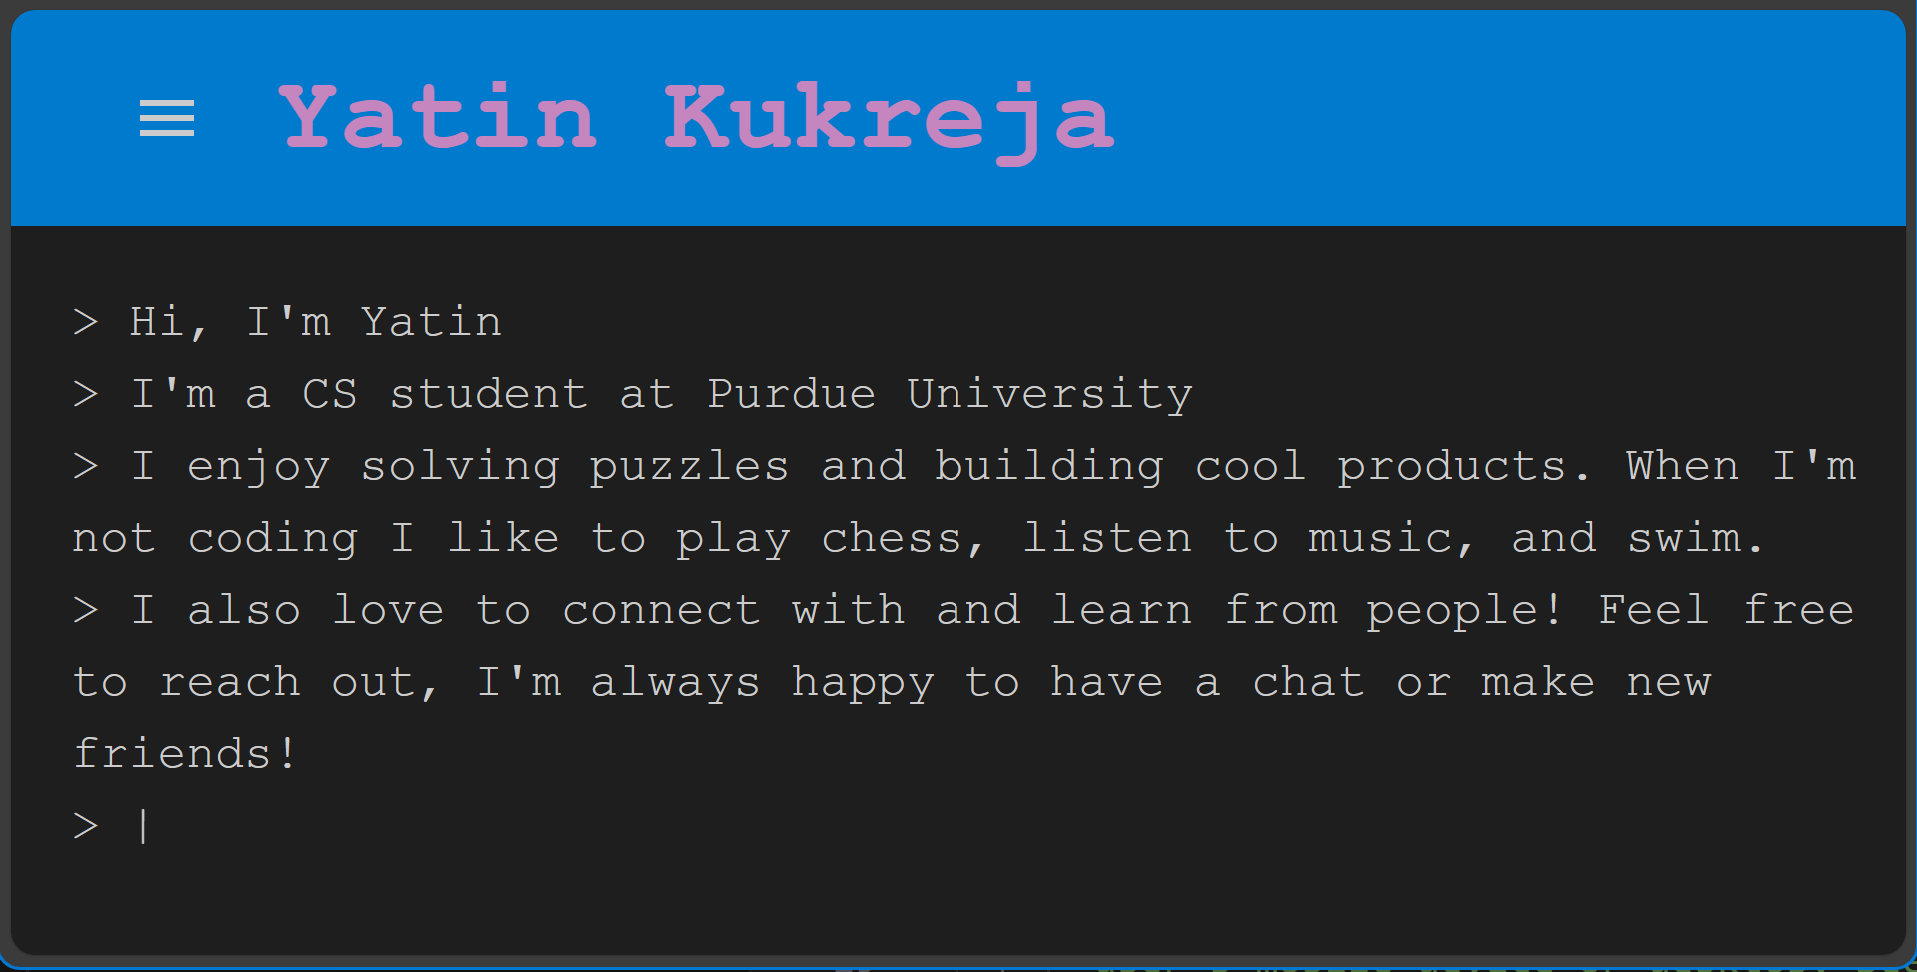 Yatin Kukreja
> Hi, I'm Yatin
> I'm a CS student at Purdue University
> I enjoy solving puzzles and building cool products. When I'm
not coding I like to play chess, listen to music, and swim.
> I also love to connect with and learn from people! Feel free
to reach out, I'm always happy to have a chat or make new
friends!
> |